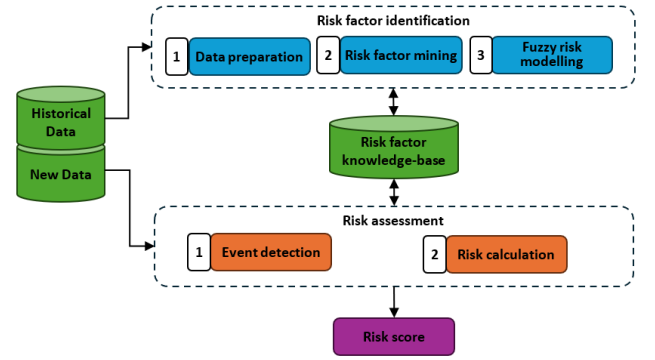 Risk factor identification
1
Data preparation
2
Risk factor mining
3
Fuzzy risk
modelling
Historical
Data
New Data
Risk factor
knowledge-base
Risk assessment
1
Event detection
2
Risk calculation
Risk score